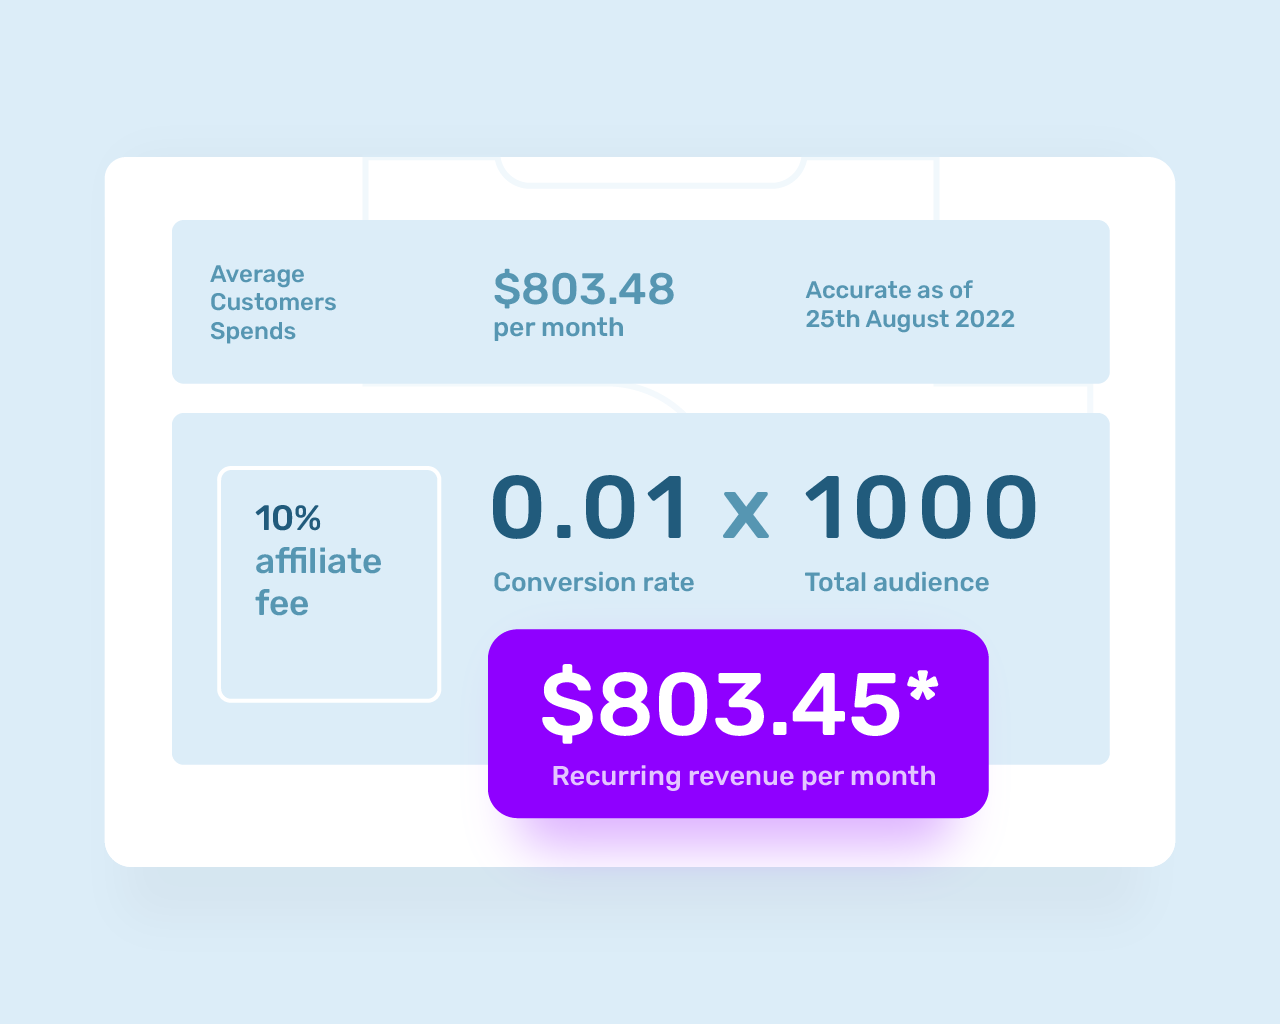 Average
Customers
Spends
$803.48
per month
Accurate as of
25th August 2022
10%
affiliate
fee
0.01 x 1000
Conversion rate
Total audience
$803.45*
Recurring revenue per month